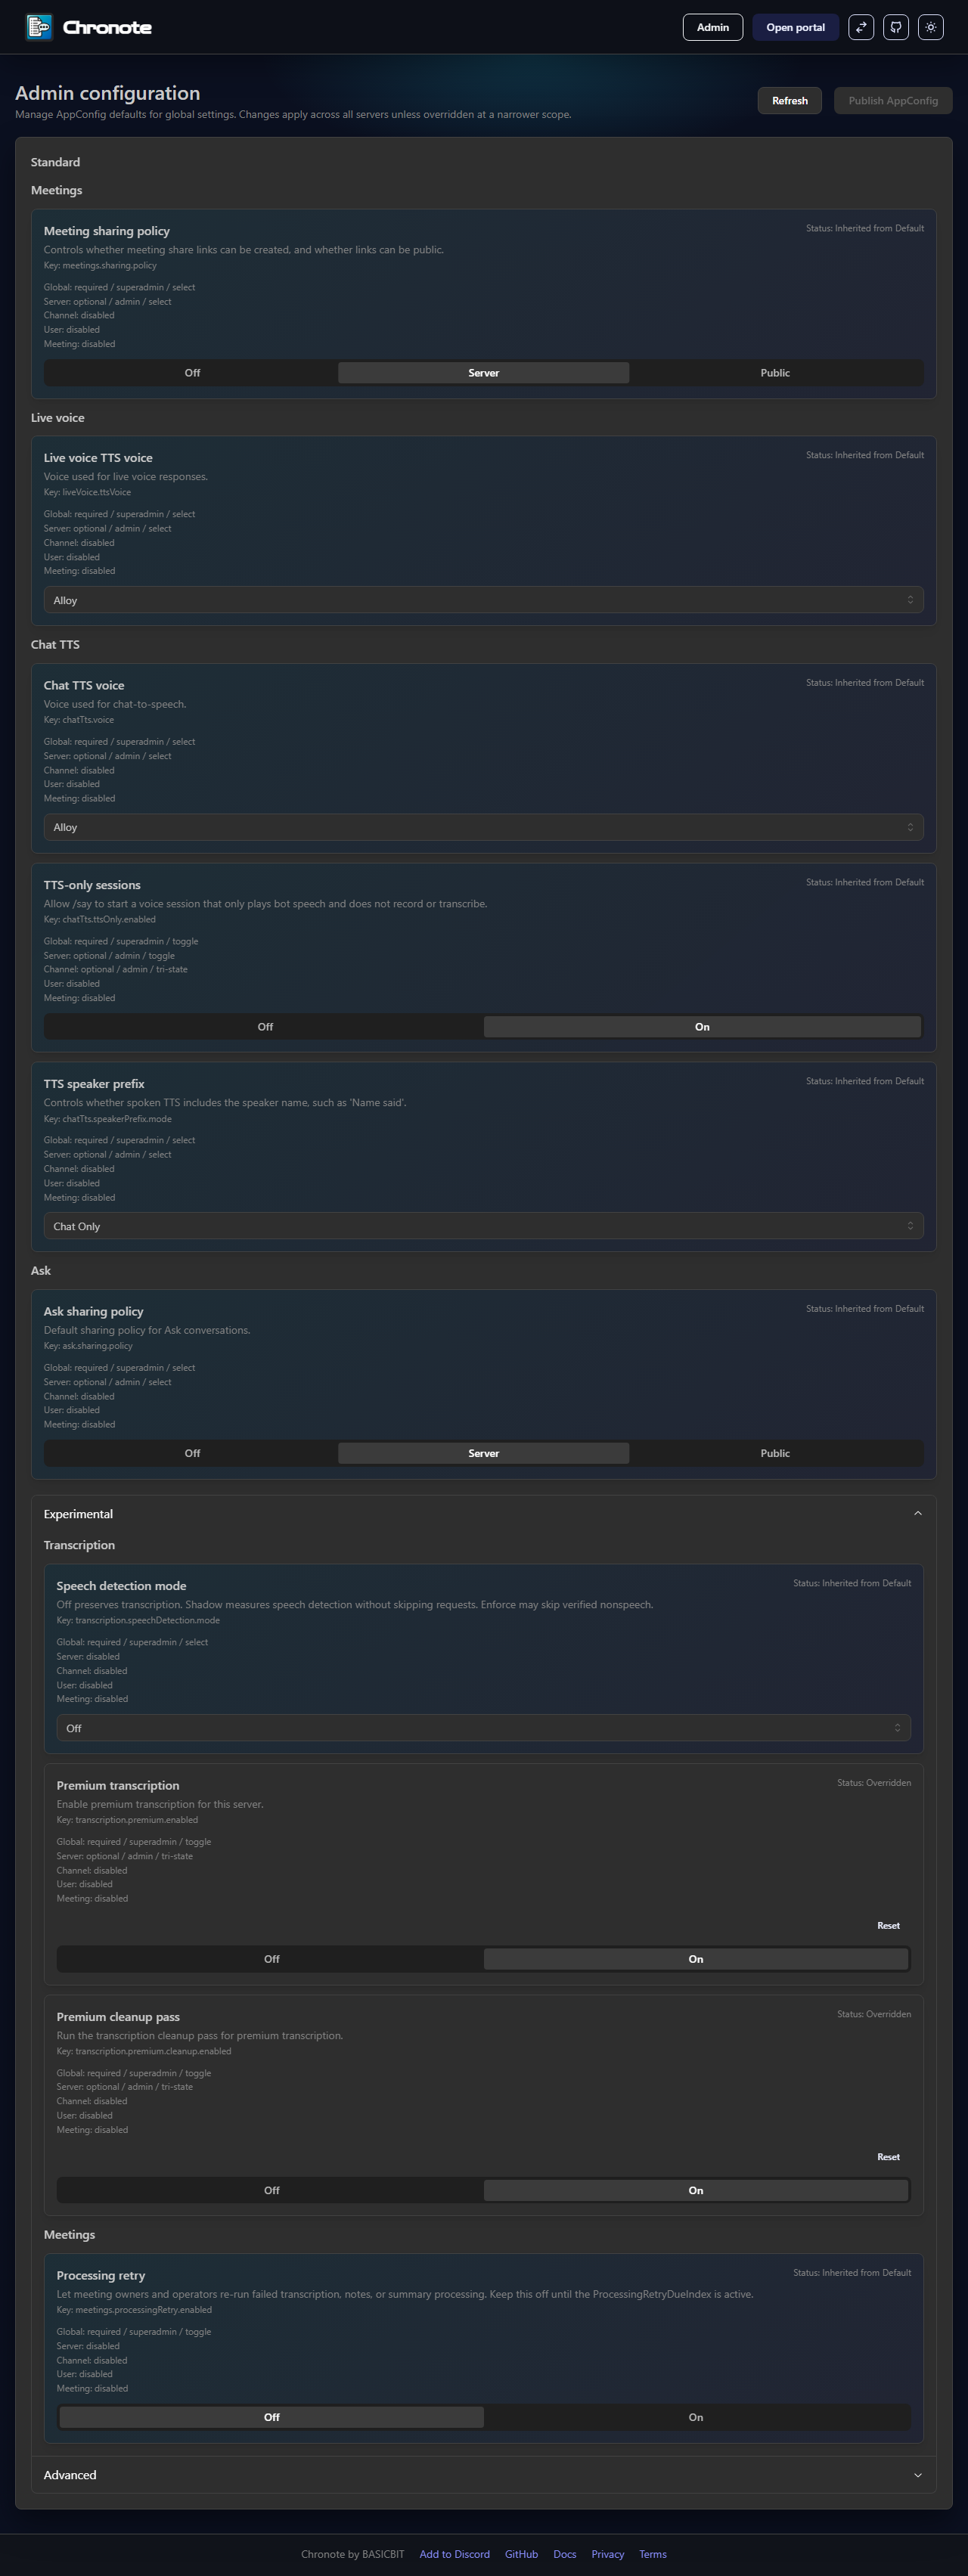 Chronote
Admin
Open portal
Admin configuration
Manage AppConfig defaults for global settings. Changes apply across all servers unless overridden at a narrower scope.
Refresh
Publish AppConfig
Standard
Meetings
Meeting sharing policy
Status: Inherited from Default
Controls whether meeting share links can be created, and whether links can be public.
Key: meetings.sharing.policy
Global: required / superadmin / select
Server: optional / admin / select
Channel: disabled
User: disabled
Meeting: disabled
Off
Server
Public
Live voice
Live voice TTS voice
Status: Inherited from Default
Voice used for live voice responses.
Key: liveVoice.ttsVoice
Global: required / superadmin / select
Server: optional / admin / select
Channel: disabled
User: disabled
Meeting: disabled
Alloy
Chat TTS
Chat TTS voice
Status: Inherited from Default
Voice used for chat-to-speech.
Key: chatTts.voice
Global: required / superadmin / select
Server: optional / admin / select
Channel: disabled
User: disabled
Meeting: disabled
Alloy
TTS-only sessions
Status: Inherited from Default
Allow /say to start a voice session that only plays bot speech and does not record or transcribe.
Key: chatTts.ttsOnly.enabled
Global: required / superadmin / toggle
Server: optional / admin / toggle
Channel: optional / admin / tri-state
User: disabled
Meeting: disabled
Off
On
TTS speaker prefix
Status: Inherited from Default
Controls whether spoken TTS includes the speaker name, such as 'Name said'.
Key: chatTts.speakerPrefix.mode
Global: required / superadmin / select
Server: optional / admin / select
Channel: disabled
User: disabled
Meeting: disabled
Chat Only
Ask
Ask sharing policy
Status: Inherited from Default
Default sharing policy for Ask conversations.
Key: ask.sharing.policy
Global: required / superadmin / select
Server: optional / admin / select
Channel: disabled
User: disabled
Meeting: disabled
Off
Server
Public
Experimental
Transcription
Speech detection mode
Status: Inherited from Default
Off preserves transcription. Shadow measures speech detection without skipping requests. Enforce may skip verified nonspeech.
Key: transcription.speechDetection.mode
Global: required / superadmin / select
Server: disabled
Channel: disabled
User: disabled
Meeting: disabled
Off
Premium transcription
Status: Overridden
Enable premium transcription for this server.
Key: transcription.premium.enabled
Global: required / superadmin / toggle
Server: optional / admin / tri-state
Channel: disabled
User: disabled
Meeting: disabled
Reset
Off
On
Premium cleanup pass
Status: Overridden
Run the transcription cleanup pass for premium transcription.
Key: transcription.premium.cleanup.enabled
Global: required / superadmin / toggle
Server: optional / admin / tri-state
Channel: disabled
User: disabled
Meeting: disabled
Reset
Off
On
Meetings
Processing retry
Status: Inherited from Default
Let meeting owners and operators re-run failed transcription, notes, or summary processing. Keep this off until the ProcessingRetryDueIndex is active.
Key: meetings.processingRetry.enabled
Global: required / superadmin / toggle
Server: disabled
Channel: disabled
User: disabled
Meeting: disabled
Off
On
Advanced
Chronote by BASICBIT
Add to Discord
GitHub
Docs
Privacy
Terms